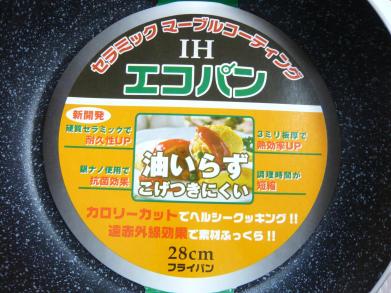 セラミック マーブルコーティング
IH
エコパン
新開発
硬質セラミックで
耐久性UP
3ミリ板厚で
熱効率UP
銀ナノ使用で
抗菌効果
調理時間が
短縮
油いらず
こげつきにくい
カロリーカットでヘルシークッキング!!
遠赤外線効果で素材ふっくら!!
28cm
フライパン